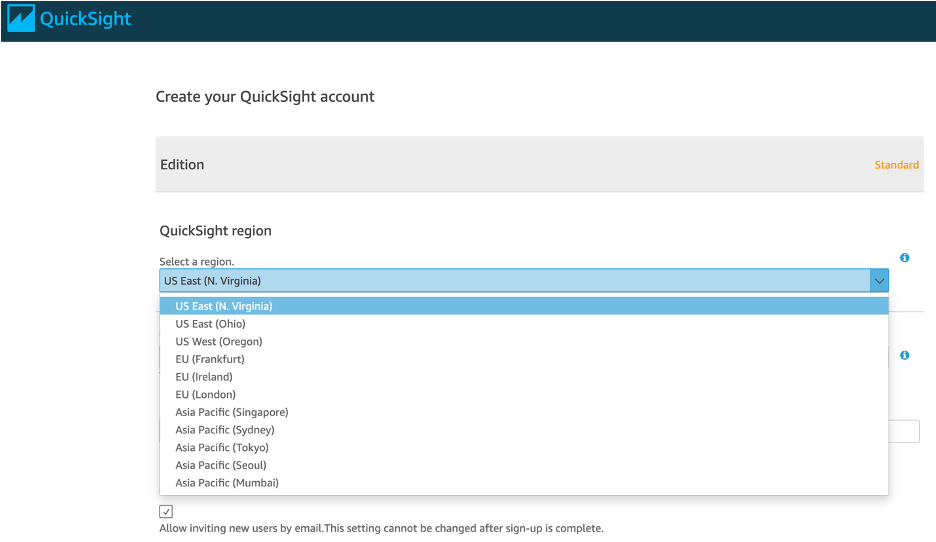 QuickSight
Create your QuickSight account
Edition
Standard
QuickSight region
Select a region.
US East (N. Virginia)
US East (N. Virginia)
US East (Ohio)
US West (Oregon)
EU (Frankfurt)
EU (Ireland)
EU (London)
Asia Pacific (Singapore)
Asia Pacific (Sydney)
Asia Pacific (Tokyo)
Asia Pacific (Seoul)
Asia Pacific (Mumbai)
Allow inviting new users by email.This setting cannot be changed after sign-up is complete.